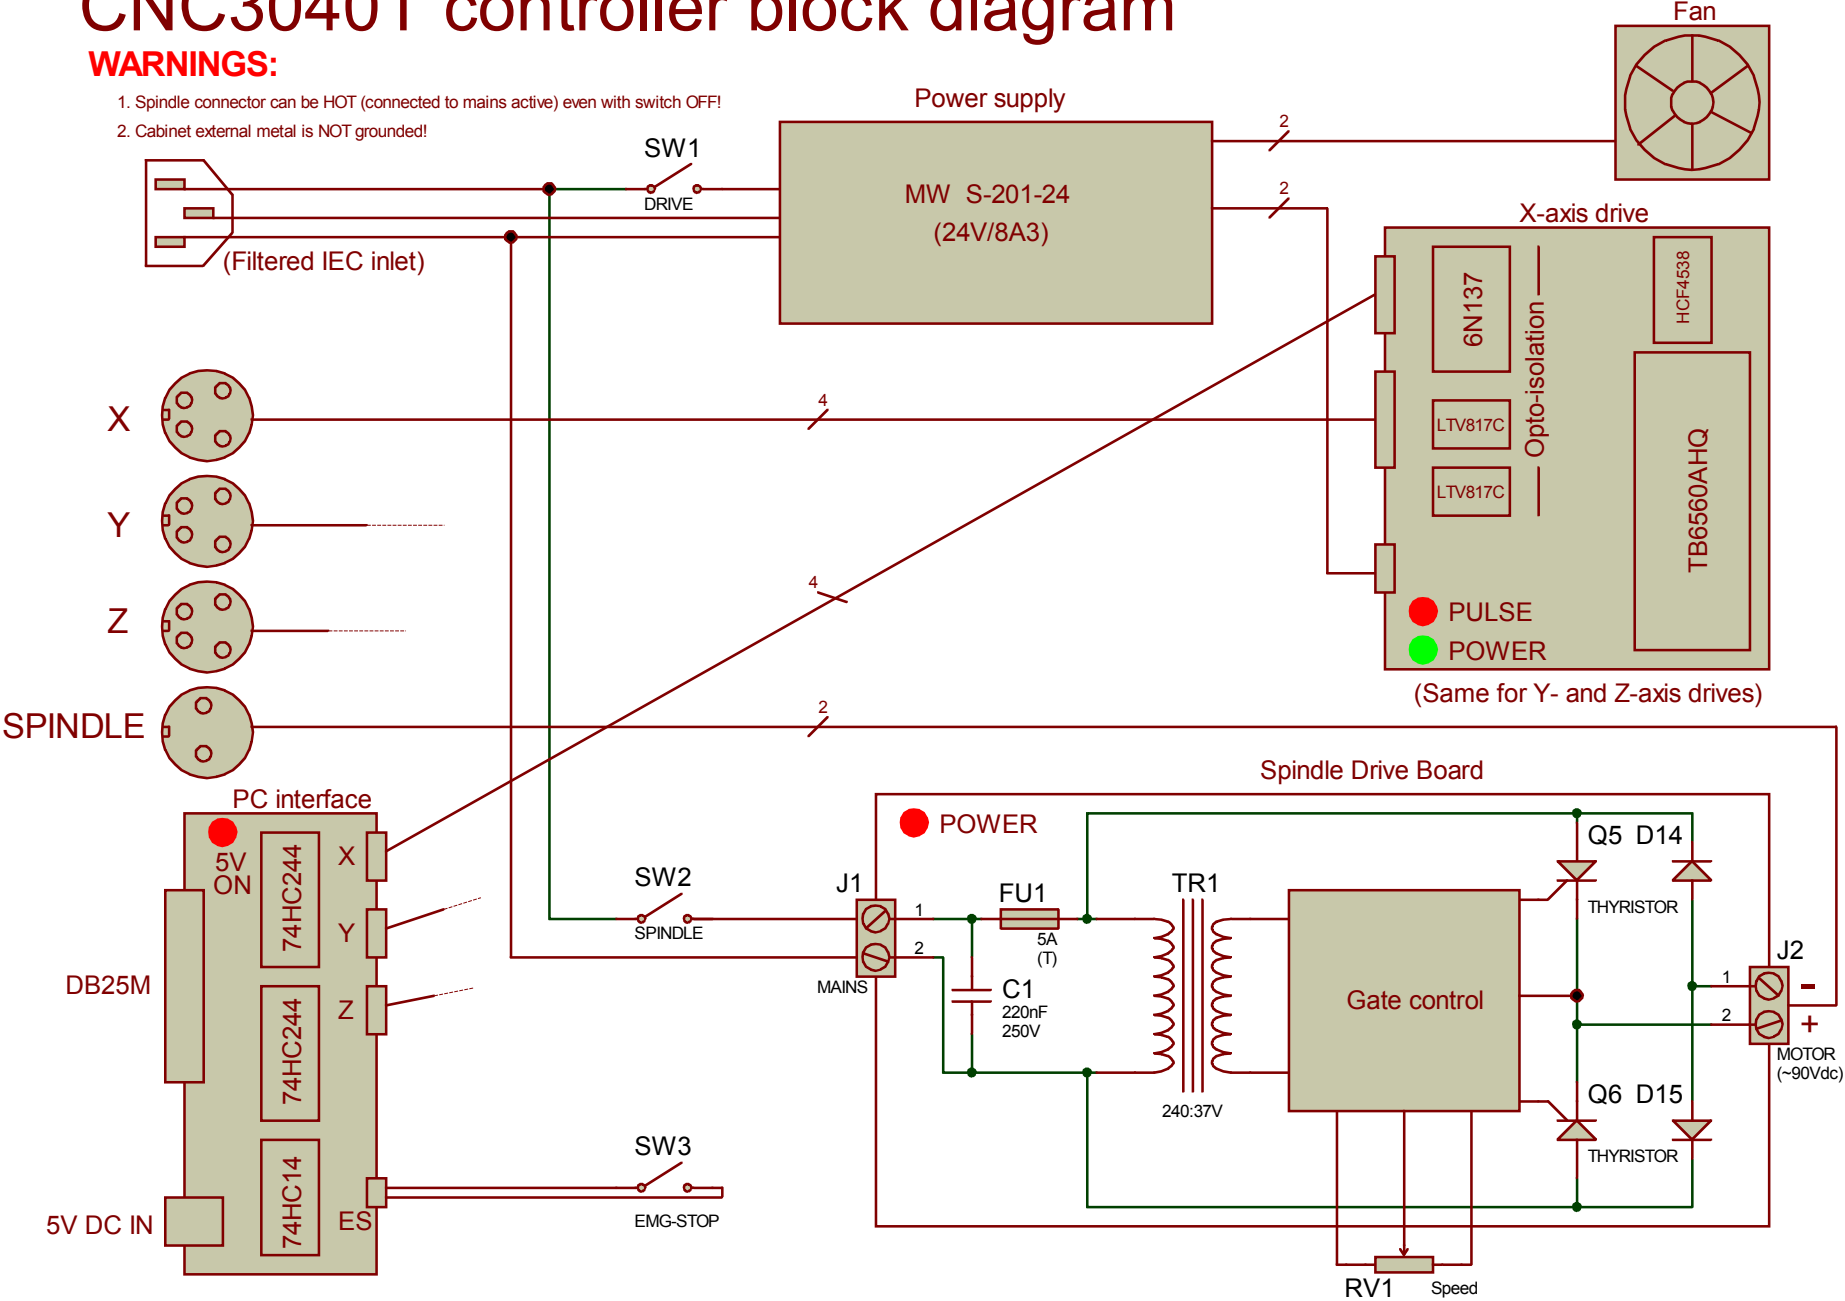 CNC3040T controller block diagram
WARNINGS:
1. Spindle connector can be HOT (connected to mains active) even with switch OFF!
2. Cabinet external metal is NOT grounded!
Fan
Power supply
2
SW1
DRIVE
MW S-201-24
(24V/8A3)
2
(Filtered IEC inlet)
X-axis drive
6N137
Opto-isolation
HCF4538
LTV817C
LTV817C
TB6560AHQ
PULSE
POWER
(Same for Y- and Z-axis drives)
X
4
Y
Z
4
SPINDLE
2
PC interface
5V
ON
74HC244
X
Y
74HC244
Z
DB25M
74HC14
ES
5V DC IN
SW2
SPINDLE
SW3
EMG-STOP
Spindle Drive Board
POWER
J1
1
2
MAINS
FU1
5A
(T)
C1
220nF
250V
TR1
240:37V
Gate control
Q5 D14
THYRISTOR
J2
1
-
2
+
MOTOR
(~90Vdc)
Q6 D15
THYRISTOR
RV1
Speed